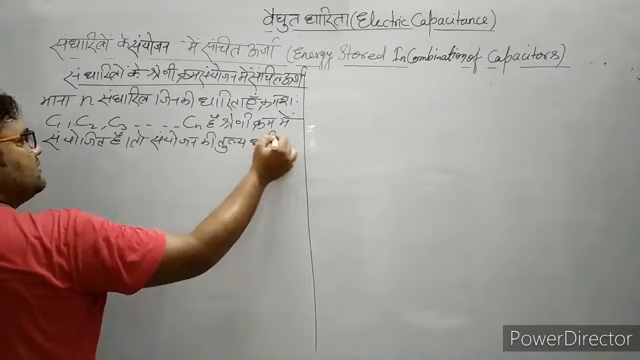 वैद्युत धारिता (Electric Capacitance)
संधारित्रों के संयोजन में संचित ऊर्जा (Energy Stored In Combination of Capacitors)
संधारित्रों के श्रेणीक्रम संयोजन में संचित ऊर्जा
माना n संधारित्र जिनकी धारिताएँ क्रमशः
C₁, C₂, C₃ ----- Cn हैं श्रेणी क्रम में
संयोजित हैं। तो संयोजन की तुल्य
PowerDirector